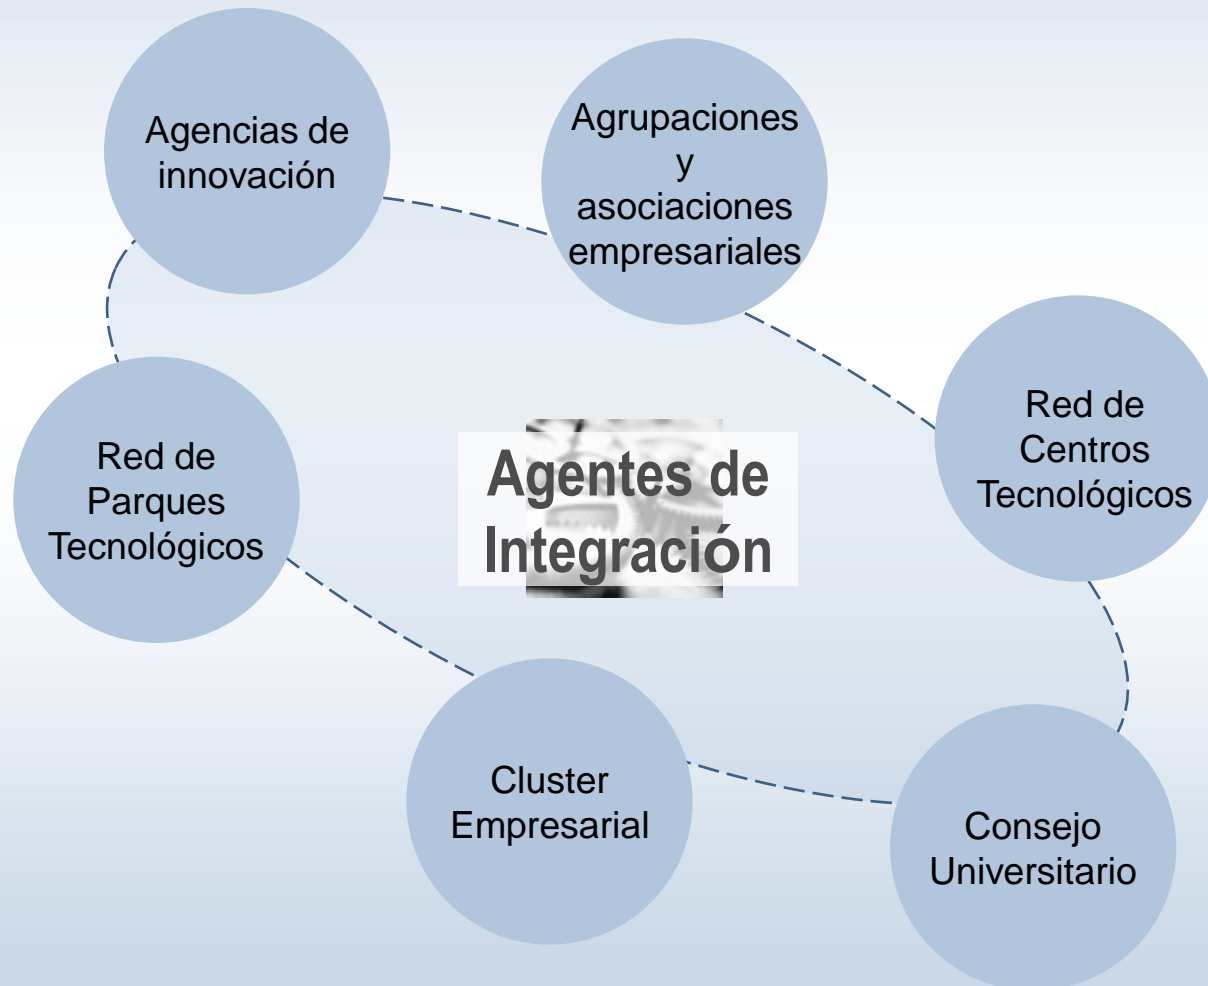 Agencias de
innovación
Agrupaciones
y
asociaciones
empresariales
Red de
Centros
Tecnológicos
Red de
Parques
Tecnológicos
Agentes de
Integración
Cluster
Empresarial
Consejo
Universitario